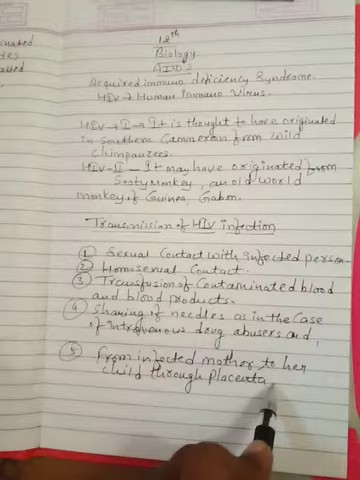 12th
Biology
AIDS
Acquired immuno deficiency Syndrome.
HIV → Human Immuno Virus.
HIV → I → It is thought to have originated
in Southern Cammeron from wild
chimpanzees.
HIV-II - It may have originated from
Sooty Monkey, an old world
monkey of Guinea, Gabon.
Transmission of HIV infection
1 Sexual Contact with infected person.
2 Homosexual Contact.
3 Transfusion of Contaminated blood
and blood products.
4 Sharing of needles as in the Case
of intravenous drug abusers and,
5 From infected mother to her
child through Placenta